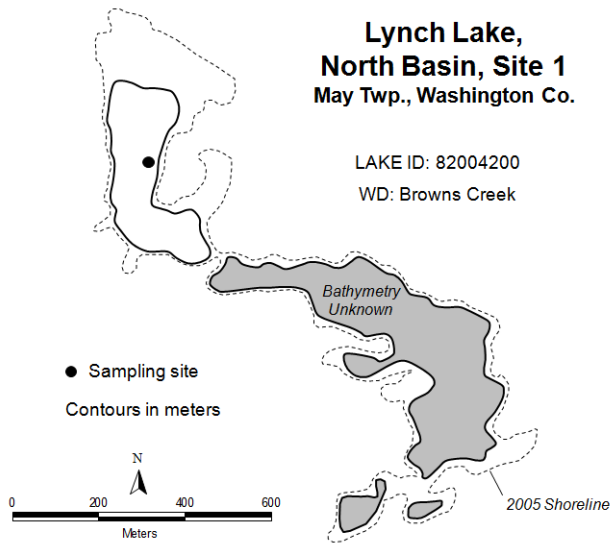 Lynch Lake,
North Basin, Site 1
May Twp., Washington Co.
LAKE ID: 82004200
WD: Browns Creek
Bathymetry
Unknown
Sampling site
Contours in meters
N
0 200 400 600
Meters
2005 Shoreline